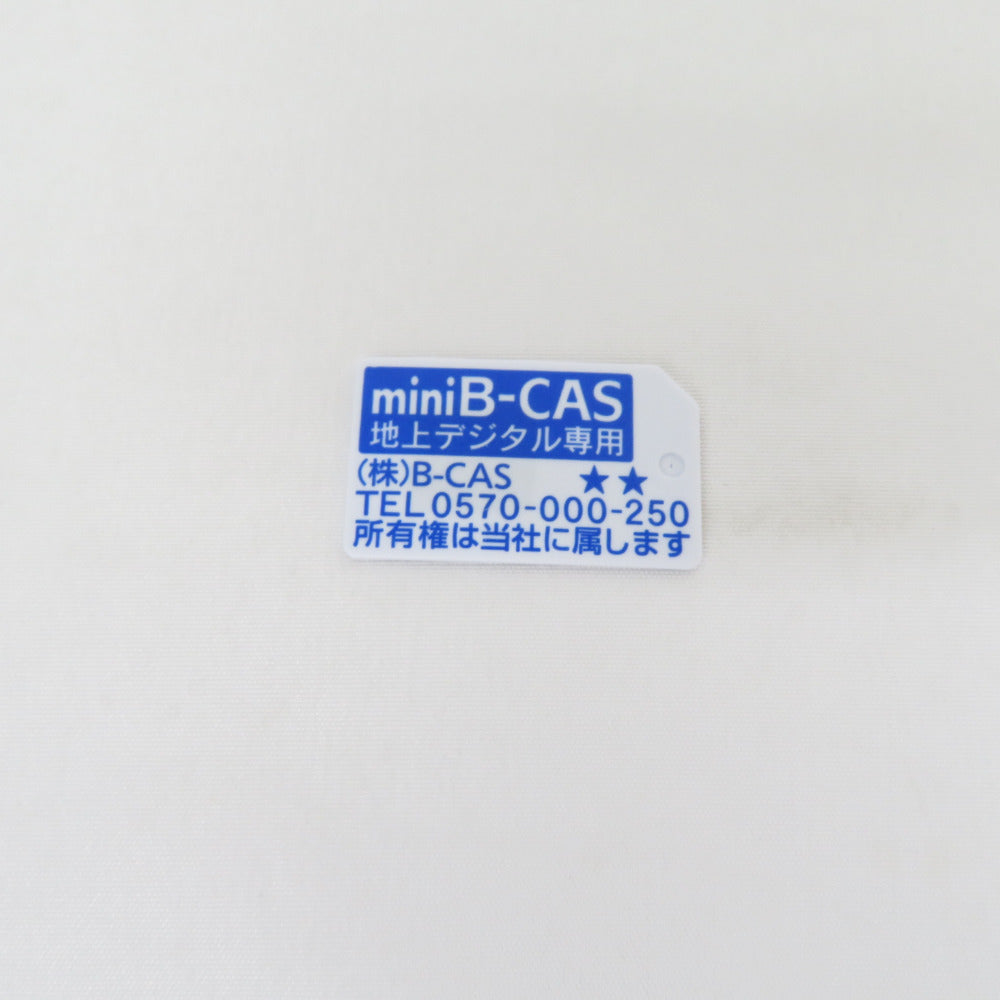 miniB-CAS
地上デジタル専用
(株)B-CAS ★★
TEL 0570-000-250
所有権は当社に属します